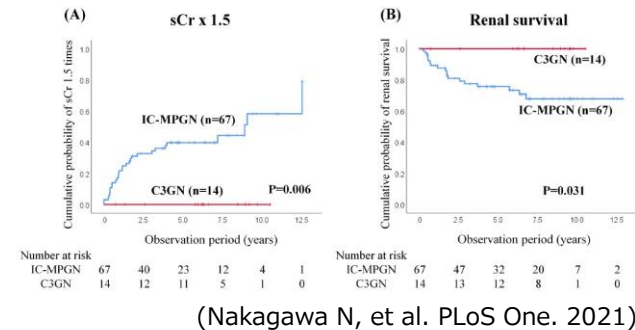 (A) sCr x 1.5
Cumulative probability of sCr 1.5 times
1.0
0.8
0.6
0.4
0.2
0.0
IC-MPGN (n=67)
C3GN (n=14)
P=0.006
0 2.5 5.0 7.5 10.0 12.5
Observation period (years)
Number at risk
IC-MPGN 67 40 23 12 4 1
C3GN 14 12 11 5 1 0
(B) Renal survival
Cumulative probability of renal survival
1.0
0.8
0.6
0.4
0.2
0.0
C3GN (n=14)
IC-MPGN (n=67)
P=0.031
0 2.5 5.0 7.5 10.0 12.5
Observation period (years)
Number at risk
IC-MPGN 67 47 32 20 7 2
C3GN 14 13 12 8 1 0
(Nakagawa N, et al. PLoS One. 2021)